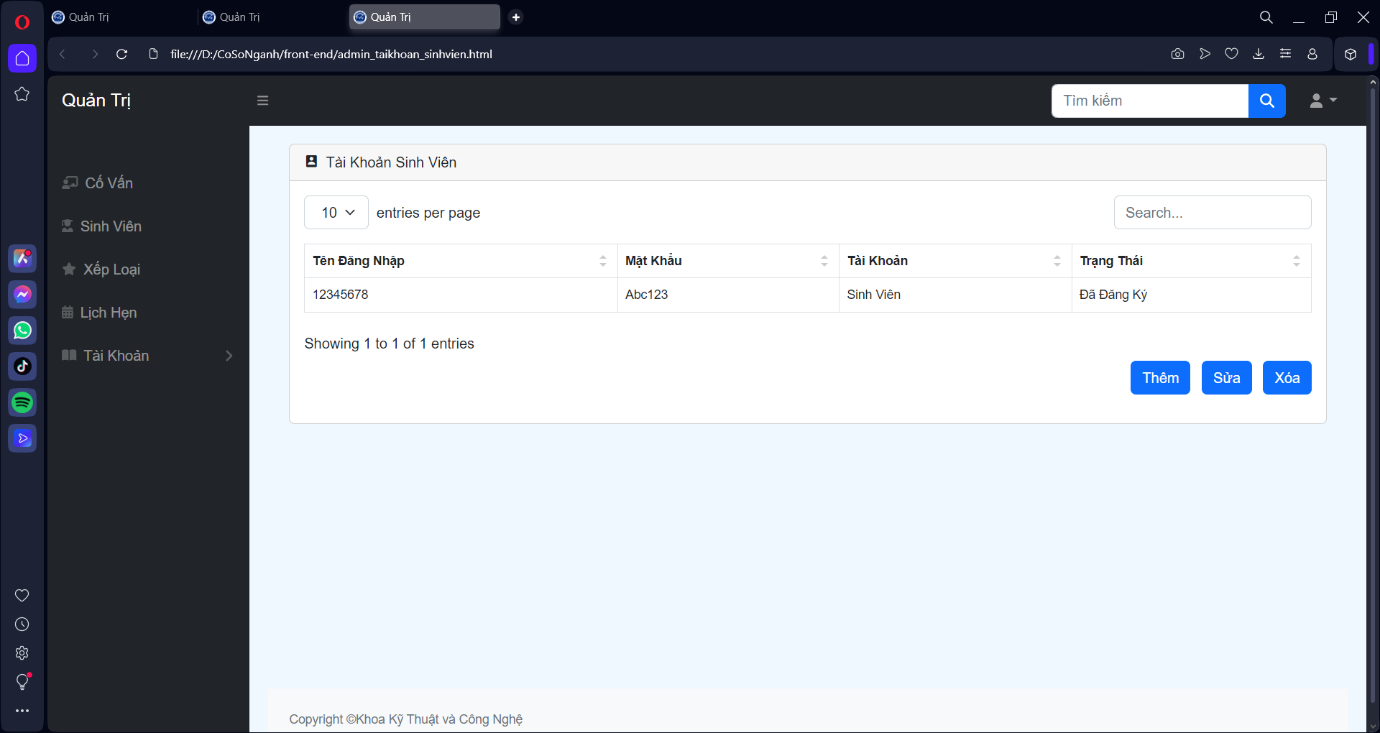 Quản Trị
Quản Trị
Quản Trị
file:///D:/CoSoNganh/front-end/admin_taikhoan_sinhvien.html
Quản Trị
Tìm kiếm
Cố Vấn
Sinh Viên
Xếp Loại
Lịch Hẹn
Tài Khoản
Tài Khoản Sinh Viên
10 entries per page
Search...
Tên Đăng Nhập Mật Khẩu Tài Khoản Trạng Thái
12345678 Abc123 Sinh Viên Đã Đăng Ký
Showing 1 to 1 of 1 entries
Thêm Sửa Xóa
Copyright ©Khoa Kỹ Thuật và Công Nghệ